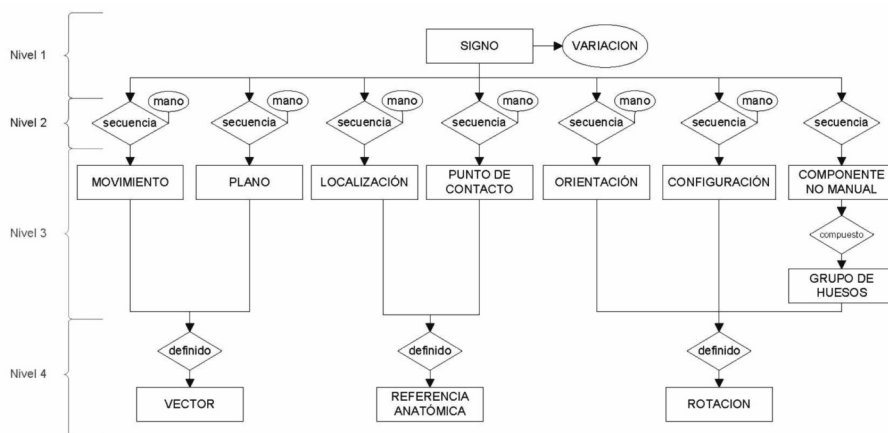 Nivel 1
SIGNO
VARIACION
Nivel 2
mano
mano
mano
mano
mano
mano
secuencia
secuencia
secuencia
secuencia
secuencia
secuencia
secuencia
Nivel 3
MOVIMIENTO
PLANO
LOCALIZACIÓN
PUNTO DE
CONTACTO
ORIENTACIÓN
CONFIGURACIÓN
COMPONENTE
NO MANUAL
compuesto
GRUPO DE
HUESOS
Nivel 4
definido
definido
definido
VECTOR
REFERENCIA
ANATÓMICA
ROTACION